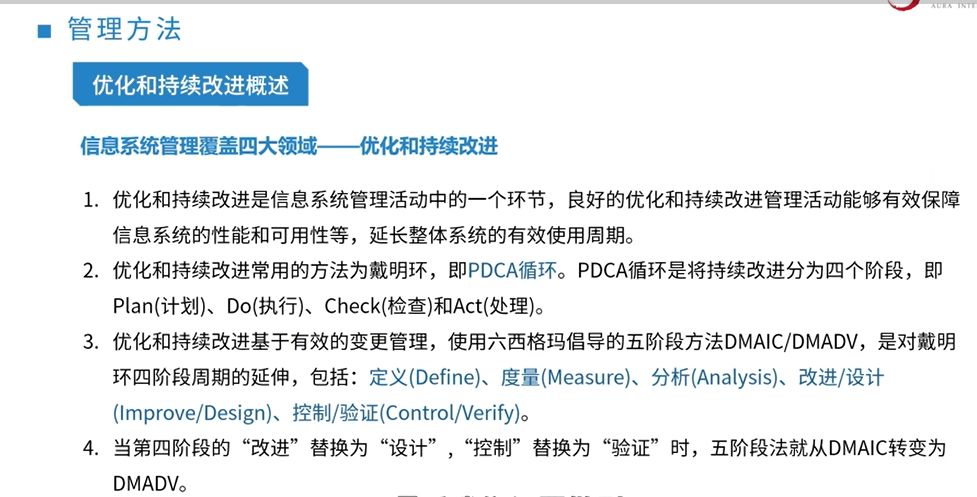 AURA INTE
管理方法
优化和持续改进概述
信息系统管理覆盖四大领域——优化和持续改进
1. 优化和持续改进是信息系统管理活动中的一个环节，良好的优化和持续改进管理活动能够有效保障
信息系统的性能和可用性等，延长整体系统的有效使用周期。
2. 优化和持续改进常用的方法为戴明环，即PDCA循环。PDCA循环是将持续改进分为四个阶段，即
Plan(计划)、Do(执行)、Check(检查)和Act(处理)。
3. 优化和持续改进基于有效的变更管理，使用六西格玛倡导的五阶段方法DMAIC/DMADV，是对戴明
环四阶段周期的延伸，包括：定义(Define)、度量(Measure)、分析(Analysis)、改进/设计
(Improve/Design)、控制/验证(Control/Verify)。
4. 当第四阶段的“改进”替换为“设计”,“控制”替换为“验证”时，五阶段法就从DMAIC转变为
DMADV。